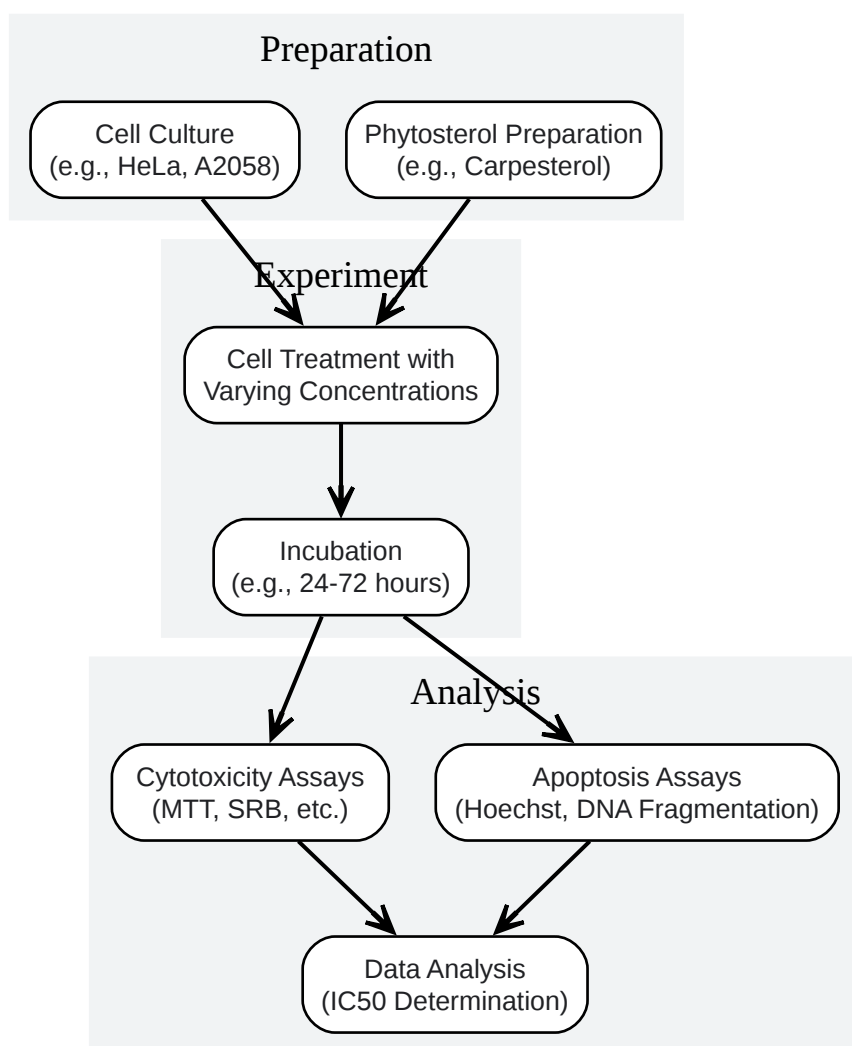 Preparation
Cell Culture
(e.g., HeLa, A2058)
Phytosterol Preparation
(e.g., Carpesterol)
Experiment
Cell Treatment with
Varying Concentrations
Incubation
(e.g., 24-72 hours)
Analysis
Cytotoxicity Assays
(MTT, SRB, etc.)
Apoptosis Assays
(Hoechst, DNA Fragmentation)
Data Analysis
(IC50 Determination)